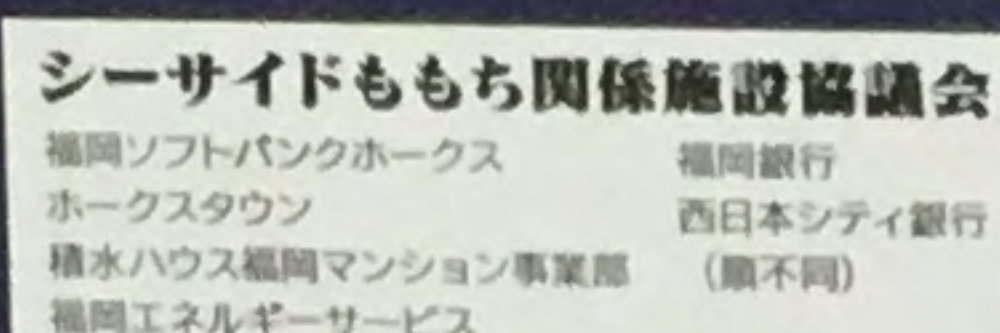 シーサイドももち関係施設協議会
福岡ソフトバンクホークス
ホークスタウン
積水ハウス福岡マンション事業部
福岡エネルギーサービス
福岡銀行
西日本シティ銀行
（順不同）